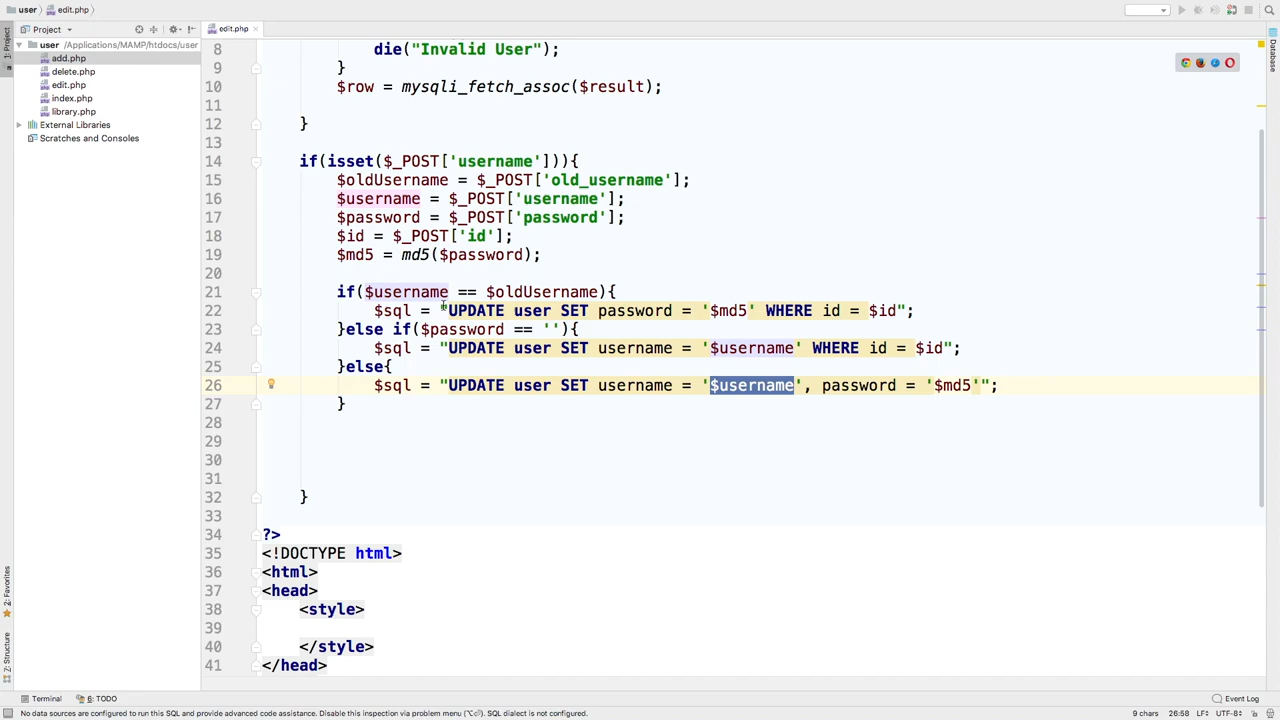 user
edit.php
Project
edit.php
1: Project
user /Applications/MAMP/htdocs/user
add.php
delete.php
edit.php
index.php
library.php
External Libraries
Scratches and Consoles
Database
8 die("Invalid User");
9 }
10 $row = mysqli_fetch_assoc($result);
11
12 }
13
14 if(isset($_POST['username'])){
15 $oldUsername = $_POST['old_username'];
16 $username = $_POST['username'];
17 $password = $_POST['password'];
18 $id = $_POST['id'];
19 $md5 = md5($password);
20
21 if($username == $oldUsername){
22 $sql = "UPDATE user SET password = '$md5' WHERE id = $id";
23 }else if($password == ''){
24 $sql = "UPDATE user SET username = '$username' WHERE id = $id";
25 }else{
26 $sql = "UPDATE user SET username = '$username', password = '$md5'";
27 }
28
29
30
31
32 }
33
34 ?>
35 <!DOCTYPE html>
36 <html>
37 <head>
38 <style>
39
40 </style>
41 </head>
2: Favorites
7: Structure
Terminal
6: TODO
Event Log
No data sources are configured to run this SQL and provide advanced code assistance. Disable this inspection via problem menu (⌥⏎). SQL dialect is not configured.
9 chars 26:58 LF÷ UTF-8÷